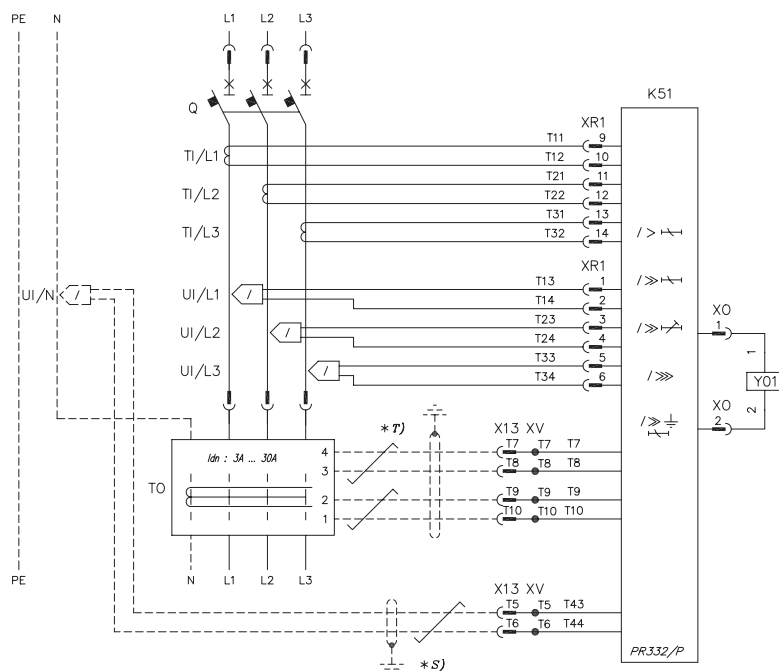 PE N L1 L2 L3
K51
Q
XR1
T11 9
TI/L1 T12 10
T21 11
TI/L2 T22 12
T31 13
TI/L3 T32 14
/>
XR1
UI/N / UI/L1 / T13 1 />>
T14 2
UI/L2 / T23 3 />> XO
1
T24 4
UI/L3 / T33 5
T34 6 />>>
1
YO1
2
XO
2
/>>
*T) X13 XV
Idn : 3A ... 30A 4 T7 T7 T7
3 T8 T8 T8
TO 2 T9 T9 T9
1 T10 T10 T10
PE N L1 L2 L3
X13 XV
T5 T5 T43
T6 T6 T44
*S) PR332/P